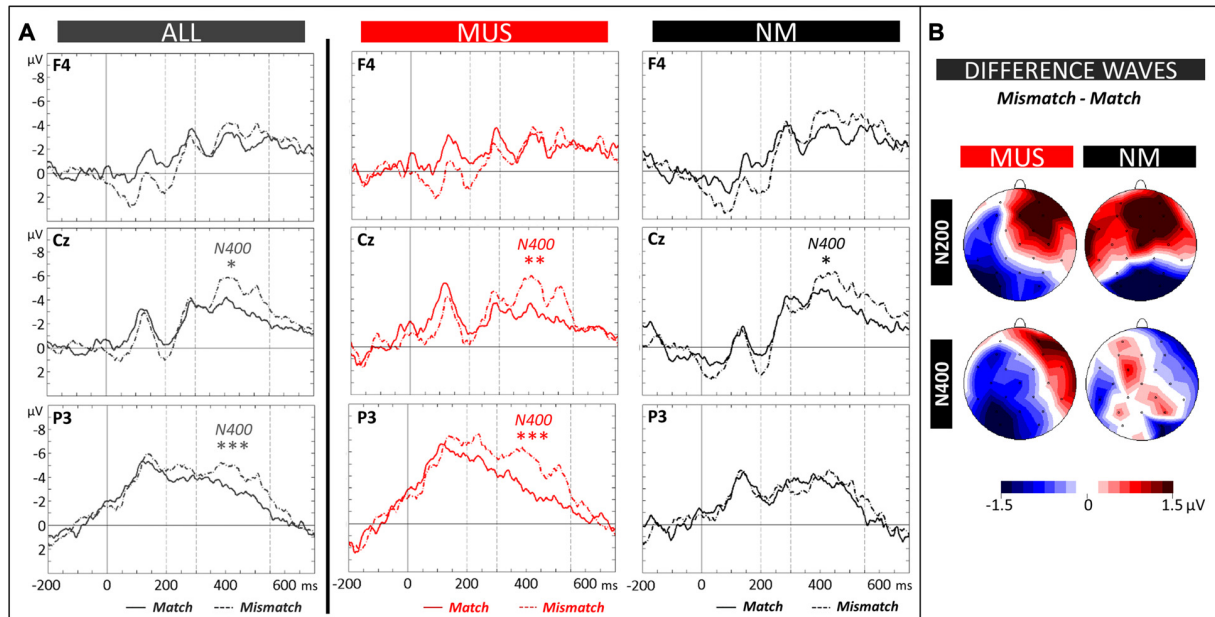 A
ALL
MUS
NM
B
DIFFERENCE WAVES
Mismatch - Match
MUS
NM
N200
N400
-1.5 0 1.5 µV
µV
F4
-8
-6
-4
-2
0
2
F4
F4
µV
Cz
-8
-6
-4
-2
0
2
N400
*
Cz
N400
**
Cz
N400
*
µV
P3
-8
-6
-4
-2
0
2
N400
***
P3
N400
***
P3
-200 0 200 400 600 ms
-200 0 200 400 600 ms
-200 0 200 400 600 ms
Match Mismatch
Match Mismatch
Match Mismatch